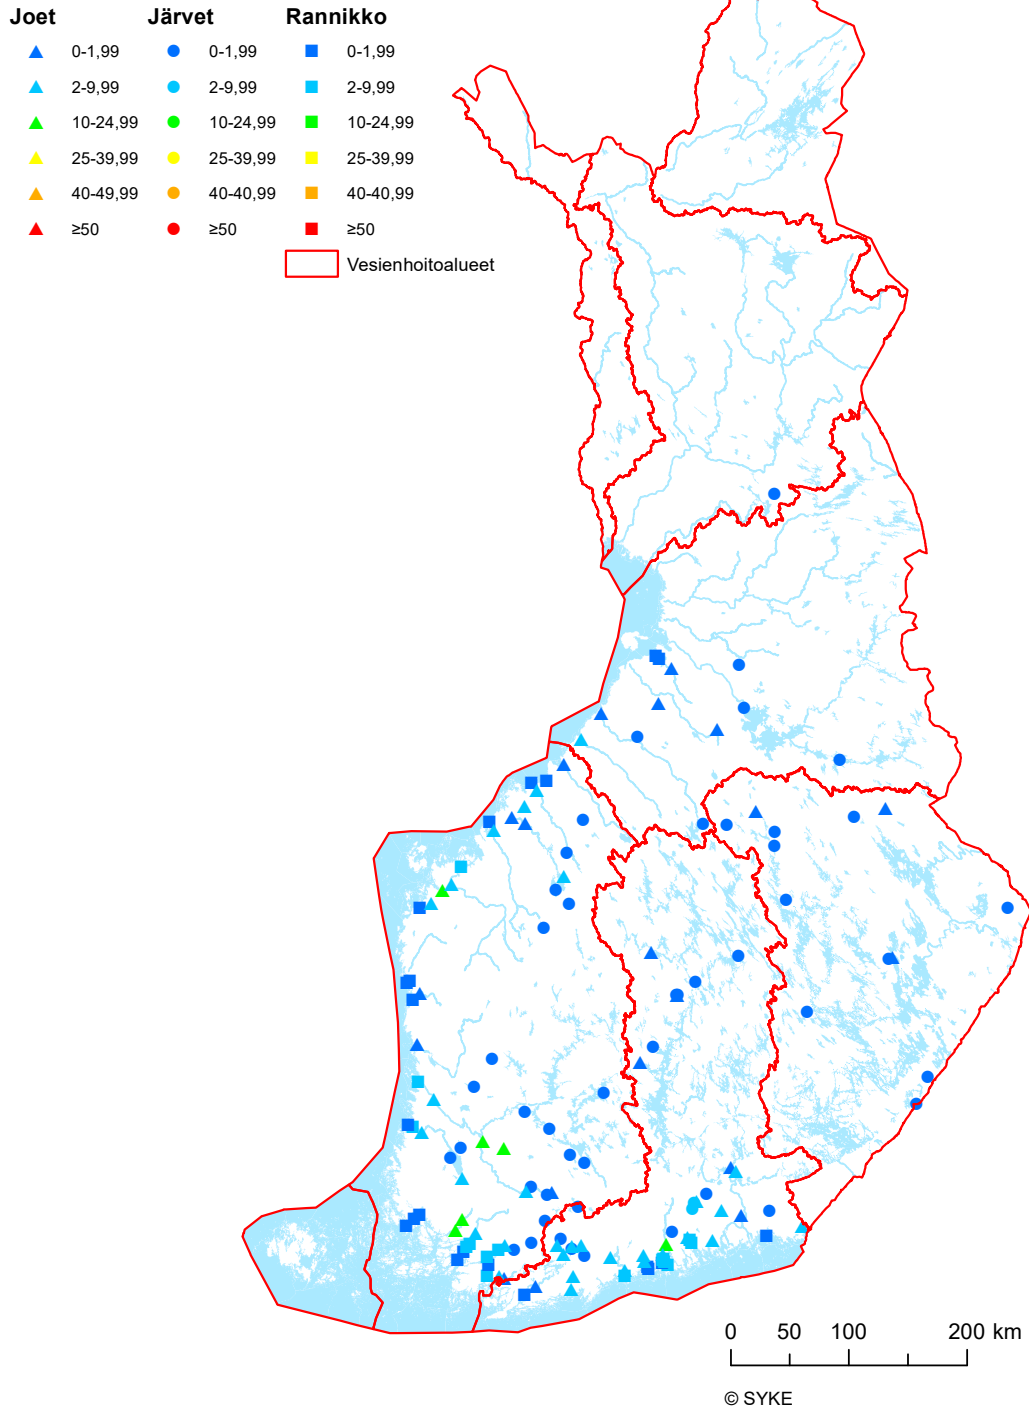 Joet Järvet Rannikko
0-1,99 0-1,99 0-1,99
2-9,99 2-9,99 2-9,99
10-24,99 10-24,99 10-24,99
25-39,99 25-39,99 25-39,99
40-49,99 40-40,99 40-40,99
≥50 ≥50 ≥50
Vesienhoitoalueet
0 50 100 200 km
© SYKE